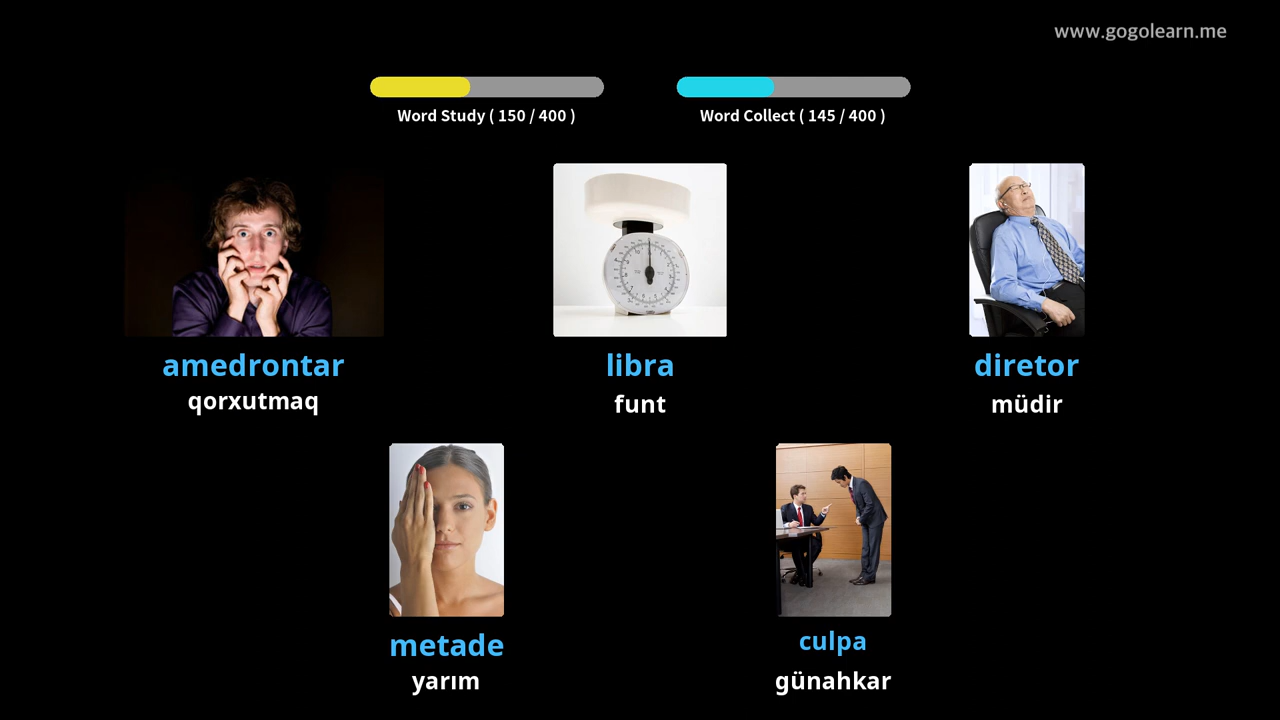 www.gogolearn.me
Word Study ( 150 / 400 )
Word Collect ( 145 / 400 )
amedrontar
qorxutmaq
libra
funt
diretor
müdir
metade
yarım
culpa
günahkar